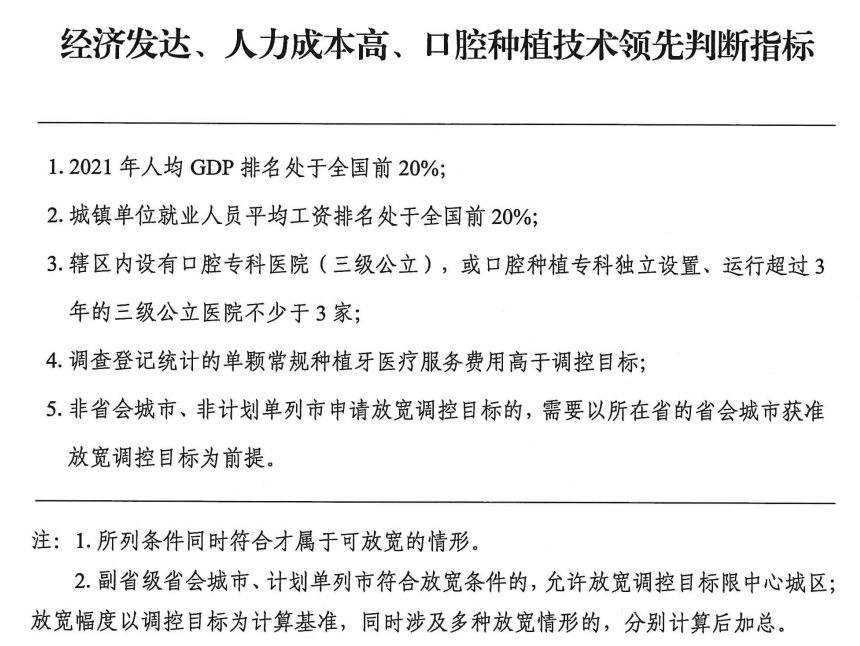 经济发达、人力成本高、口腔种植技术领先判断指标
1. 2021 年人均 GDP 排名处于全国前 20%;
2. 城镇单位就业人员平均工资排名处于全国前 20%;
3. 辖区内设有口腔专科医院（三级公立），或口腔种植专科独立设置、运行超过 3
年的三级公立医院不少于 3 家;
4. 调查登记统计的单颗常规种植牙医疗服务费用高于调控目标;
5. 非省会城市、非计划单列市申请放宽调控目标的，需要以所在省的省会城市获准
放宽调控目标为前提。
注：1. 所列条件同时符合才属于可放宽的情形。
2. 副省级省会城市、计划单列市符合放宽条件的，允许放宽调控目标限中心城区;
放宽幅度以调控目标为计算基准，同时涉及多种放宽情形的，分别计算后加总。